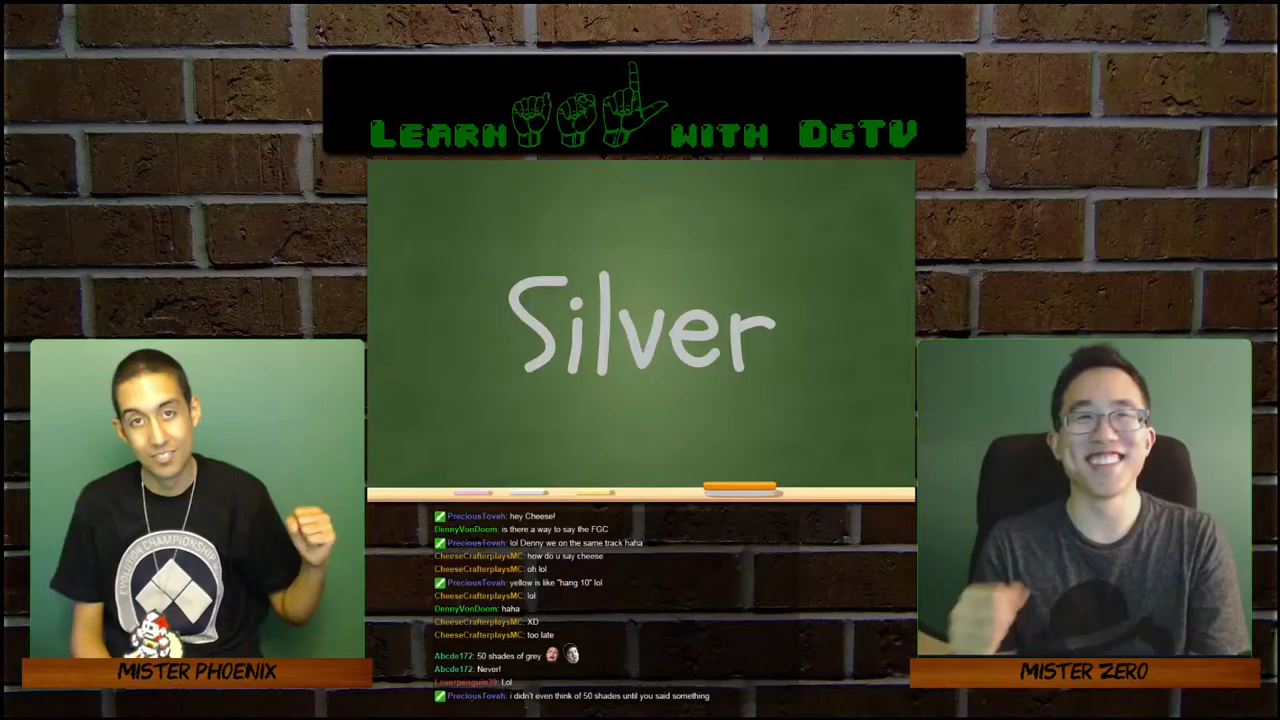 Learn with DGTV
Silver
PreciousTovah: hey Cheese!
DennyVonDoom: is there a way to say the FGC
PreciousTovah: lol Denny we on the same track haha
CheeseCrafterplaysMC: how do u say cheese
CheeseCrafterplaysMC: oh lol
PreciousTovah: yellow is like "hang 10" lol
CheeseCrafterplaysMC: lol
DennyVonDoom: haha
CheeseCrafterplaysMC: XD
CheeseCrafterplaysMC: too late
Abcde172: 50 shades of grey
Abcde172: Never!
Loverpenguin39: Lol
PreciousTovah: i didn't even think of 50 shades until you said something
EVOLUTION CHAMPIONSHIP
MISTER PHOENIX
MISTER ZERO